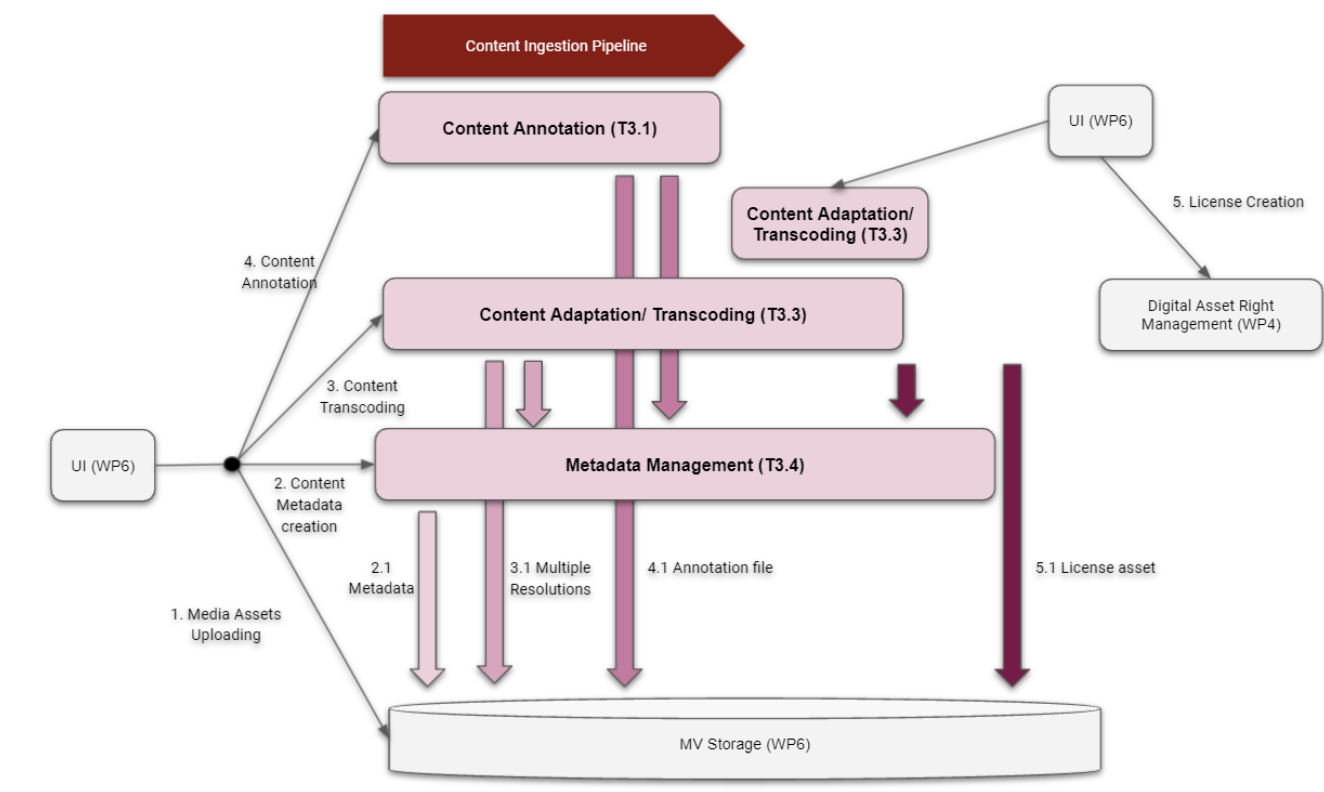 Content Ingestion Pipeline
Content Annotation (T3.1)
UI (WP6)
5. License Creation
Content Adaptation/
Transcoding (T3.3)
4. Content
Annotation
Content Adaptation/ Transcoding (T3.3)
Digital Asset Right
Management (WP4)
3. Content
Transcoding
UI (WP6)
Metadata Management (T3.4)
2. Content
Metadata
creation
2.1
Metadata
3.1 Multiple
Resolutions
4.1 Annotation file
5.1 License asset
1. Media Assets
Uploading
MV Storage (WP6)